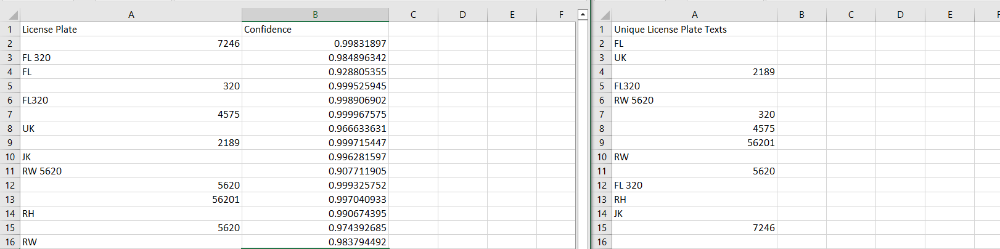 A B C D E F
1 License Plate Confidence
2 7246 0.99831897
3 FL 320 0.984896342
4 FL 0.928805355
5 320 0.999525945
6 FL320 0.998906902
7 4575 0.999967575
8 UK 0.966633631
9 2189 0.999715447
10 JK 0.996281597
11 RW 5620 0.907711905
12 5620 0.999325752
13 56201 0.997040933
14 RH 0.990674395
15 5620 0.974392685
16 RW 0.983794492
A B C D E F
1 Unique License Plate Texts
2 FL
3 UK
4 2189
5 FL320
6 RW 5620
7 320
8 4575
9 56201
10 RW
11 5620
12 FL 320
13 RH
14 JK
15 7246
16